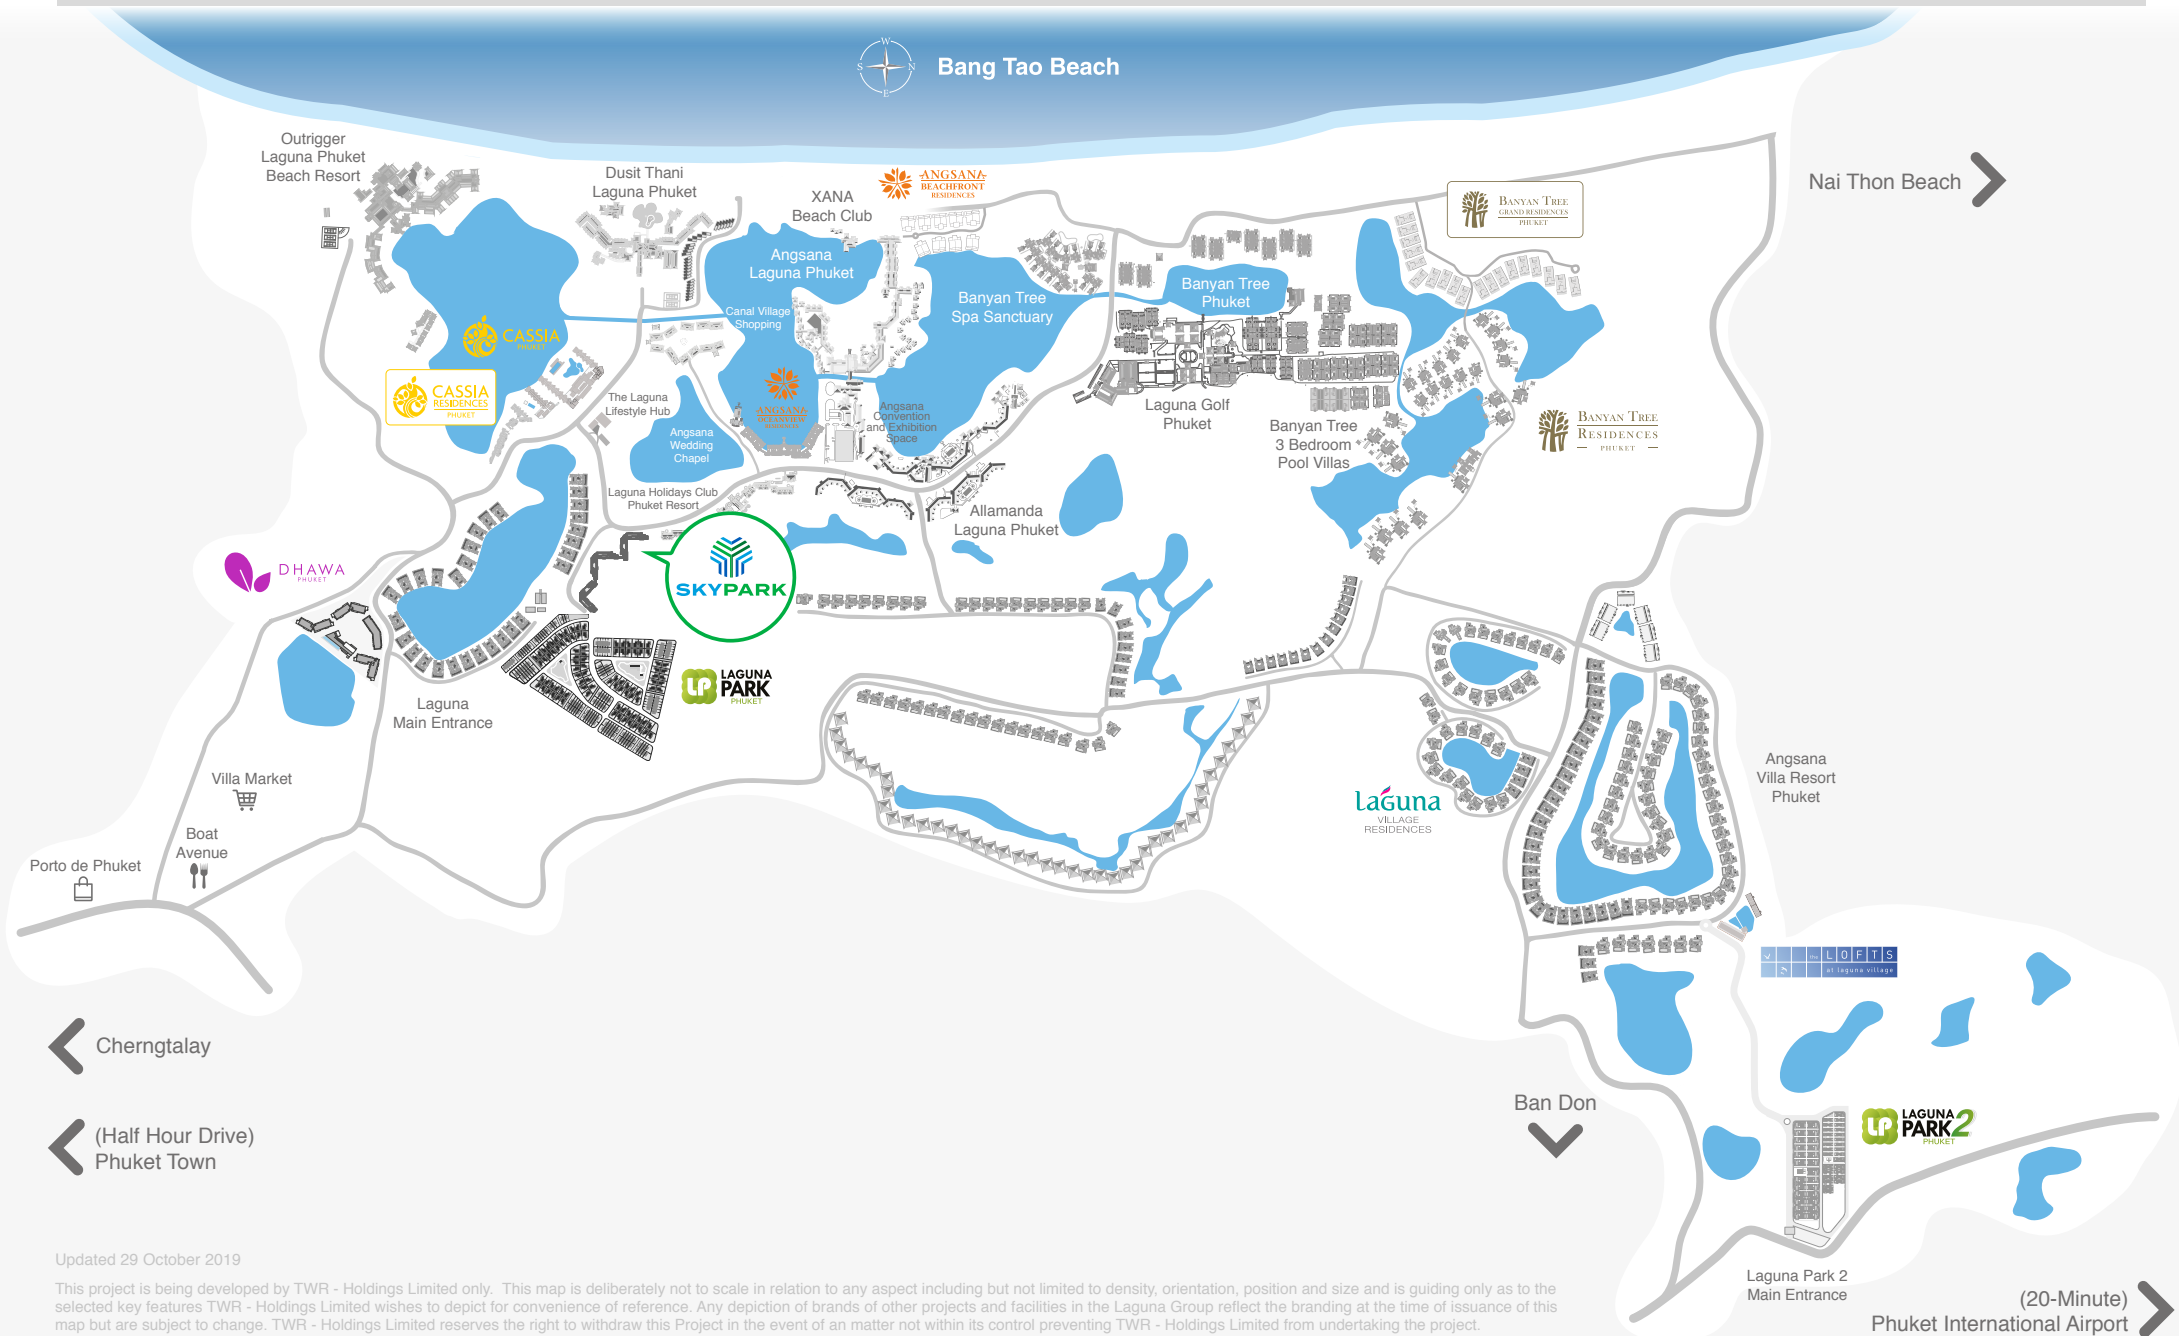 W
S N
E
Bang Tao Beach
Outrigger
Laguna Phuket
Beach Resort
Dusit Thani
Laguna Phuket
XANA
Beach Club
ANGSANA
BEACHFRONT
RESIDENCES
BANYAN TREE
GRAND RESIDENCES
PHUKET
Nai Thon Beach
Angsana
Laguna Phuket
Banyan Tree
Spa Sanctuary
Banyan Tree
Phuket
Canal Village
Shopping
CASSIA
PHUKET
CASSIA
RESIDENCES
PHUKET
The Laguna
Lifestyle Hub
ANGSANA
OCEANVIEW
RESIDENCES
Angsana
Convention
and Exhibition
Space
Angsana
Wedding
Chapel
Laguna Golf
Phuket
Banyan Tree
3 Bedroom
Pool Villas
BANYAN TREE
RESIDENCES
PHUKET
Laguna Holidays Club
Phuket Resort
Allamanda
Laguna Phuket
DHAWA
PHUKET
SKYPARK
LP LAGUNA
PARK
PHUKET
Laguna
Main Entrance
Villa Market
Boat
Avenue
Porto de Phuket
laguna
VILLAGE
RESIDENCES
Angsana
Villa Resort
Phuket
the LOFTS
at laguna village
Cherngtalay
(Half Hour Drive)
Phuket Town
Ban Don
LP LAGUNA
PARK 2
PHUKET
Laguna Park 2
Main Entrance
(20-Minute)
Phuket International Airport
Updated 29 October 2019
This project is being developed by TWR - Holdings Limited only. This map is deliberately not to scale in relation to any aspect including but not limited to density, orientation, position and size and is guiding only as to the
selected key features TWR - Holdings Limited wishes to depict for convenience of reference. Any depiction of brands of other projects and facilities in the Laguna Group reflect the branding at the time of issuance of this
map but are subject to change. TWR - Holdings Limited reserves the right to withdraw this Project in the event of an matter not within its control preventing TWR - Holdings Limited from undertaking the project.